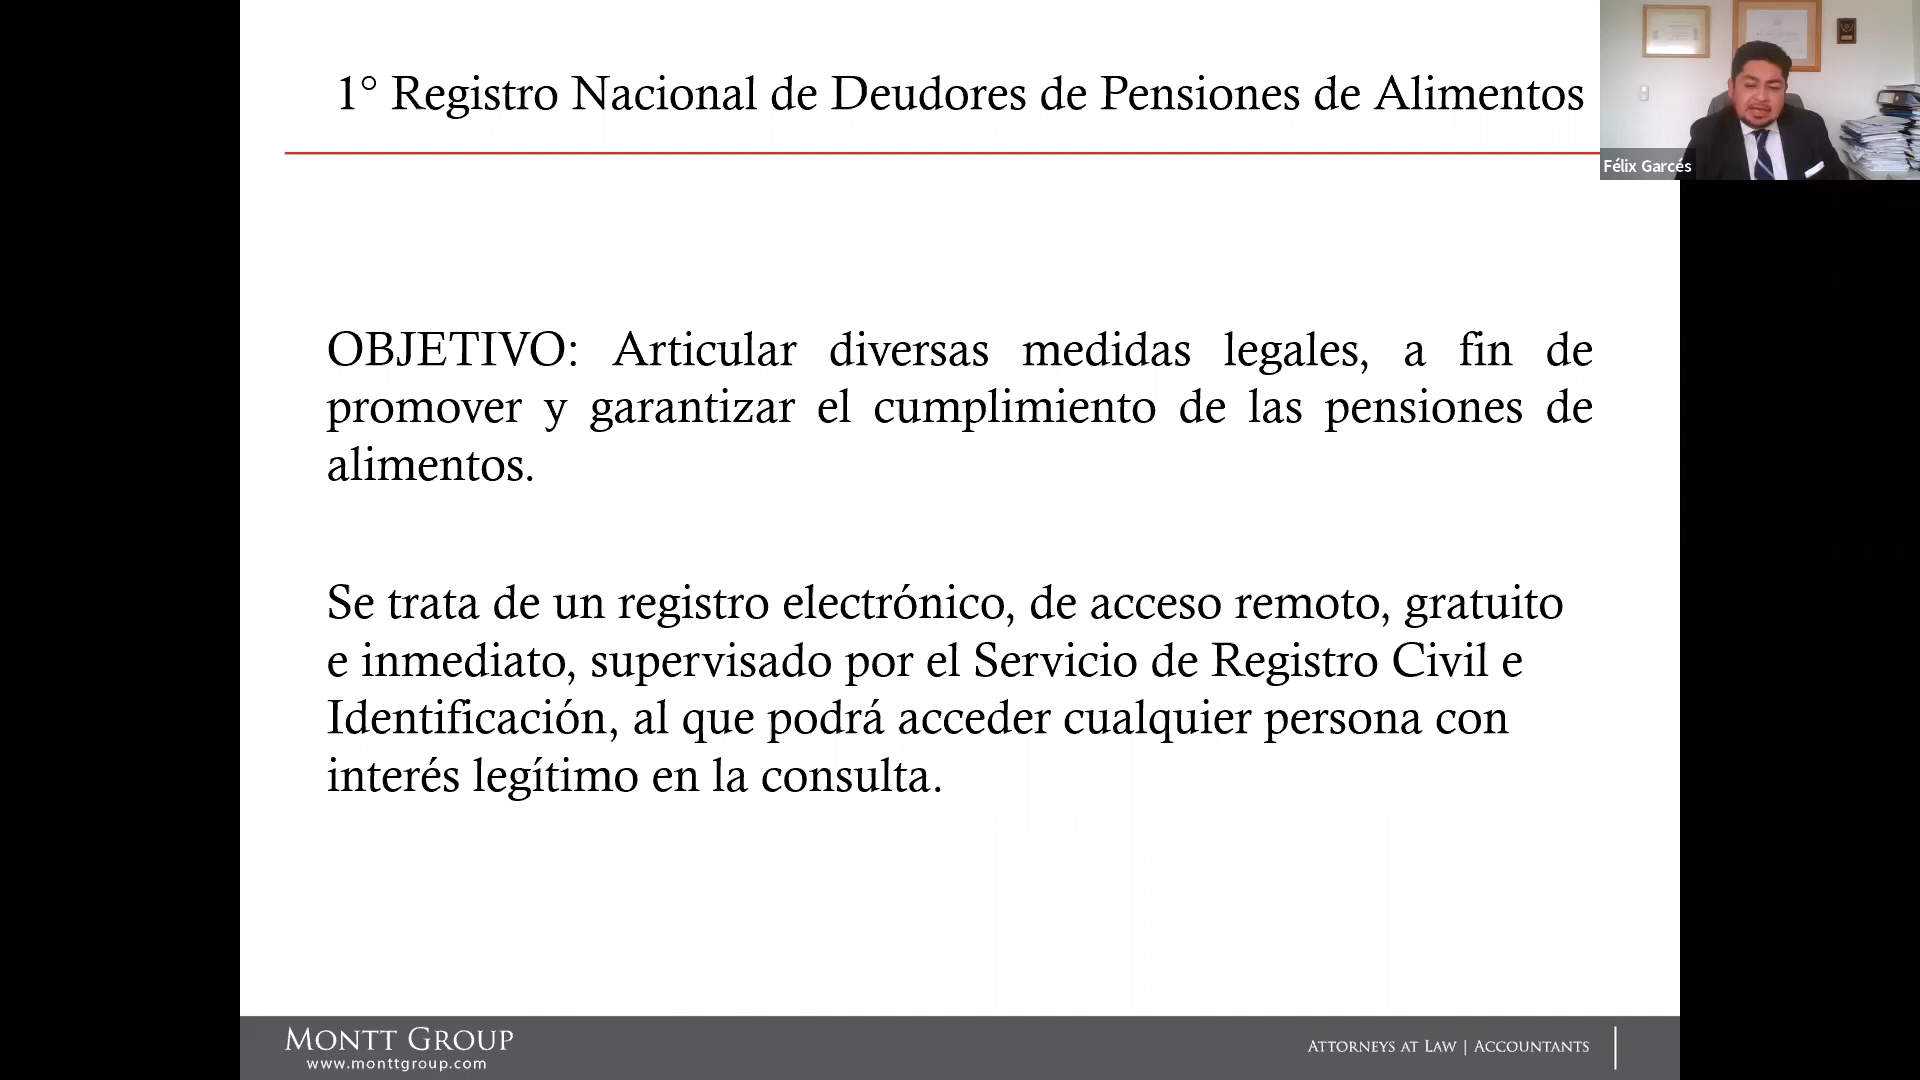 1° Registro Nacional de Deudores de Pensiones de Alimentos
Félix Garcés
OBJETIVO: Articular diversas medidas legales, a fin de
promover y garantizar el cumplimiento de las pensiones de
alimentos.
Se trata de un registro electrónico, de acceso remoto, gratuito
e inmediato, supervisado por el Servicio de Registro Civil e
Identificación, al que podrá acceder cualquier persona con
interés legítimo en la consulta.
MONTT GROUP
www.monttgroup.com
ATTORNEYS AT LAW | ACCOUNTANTS